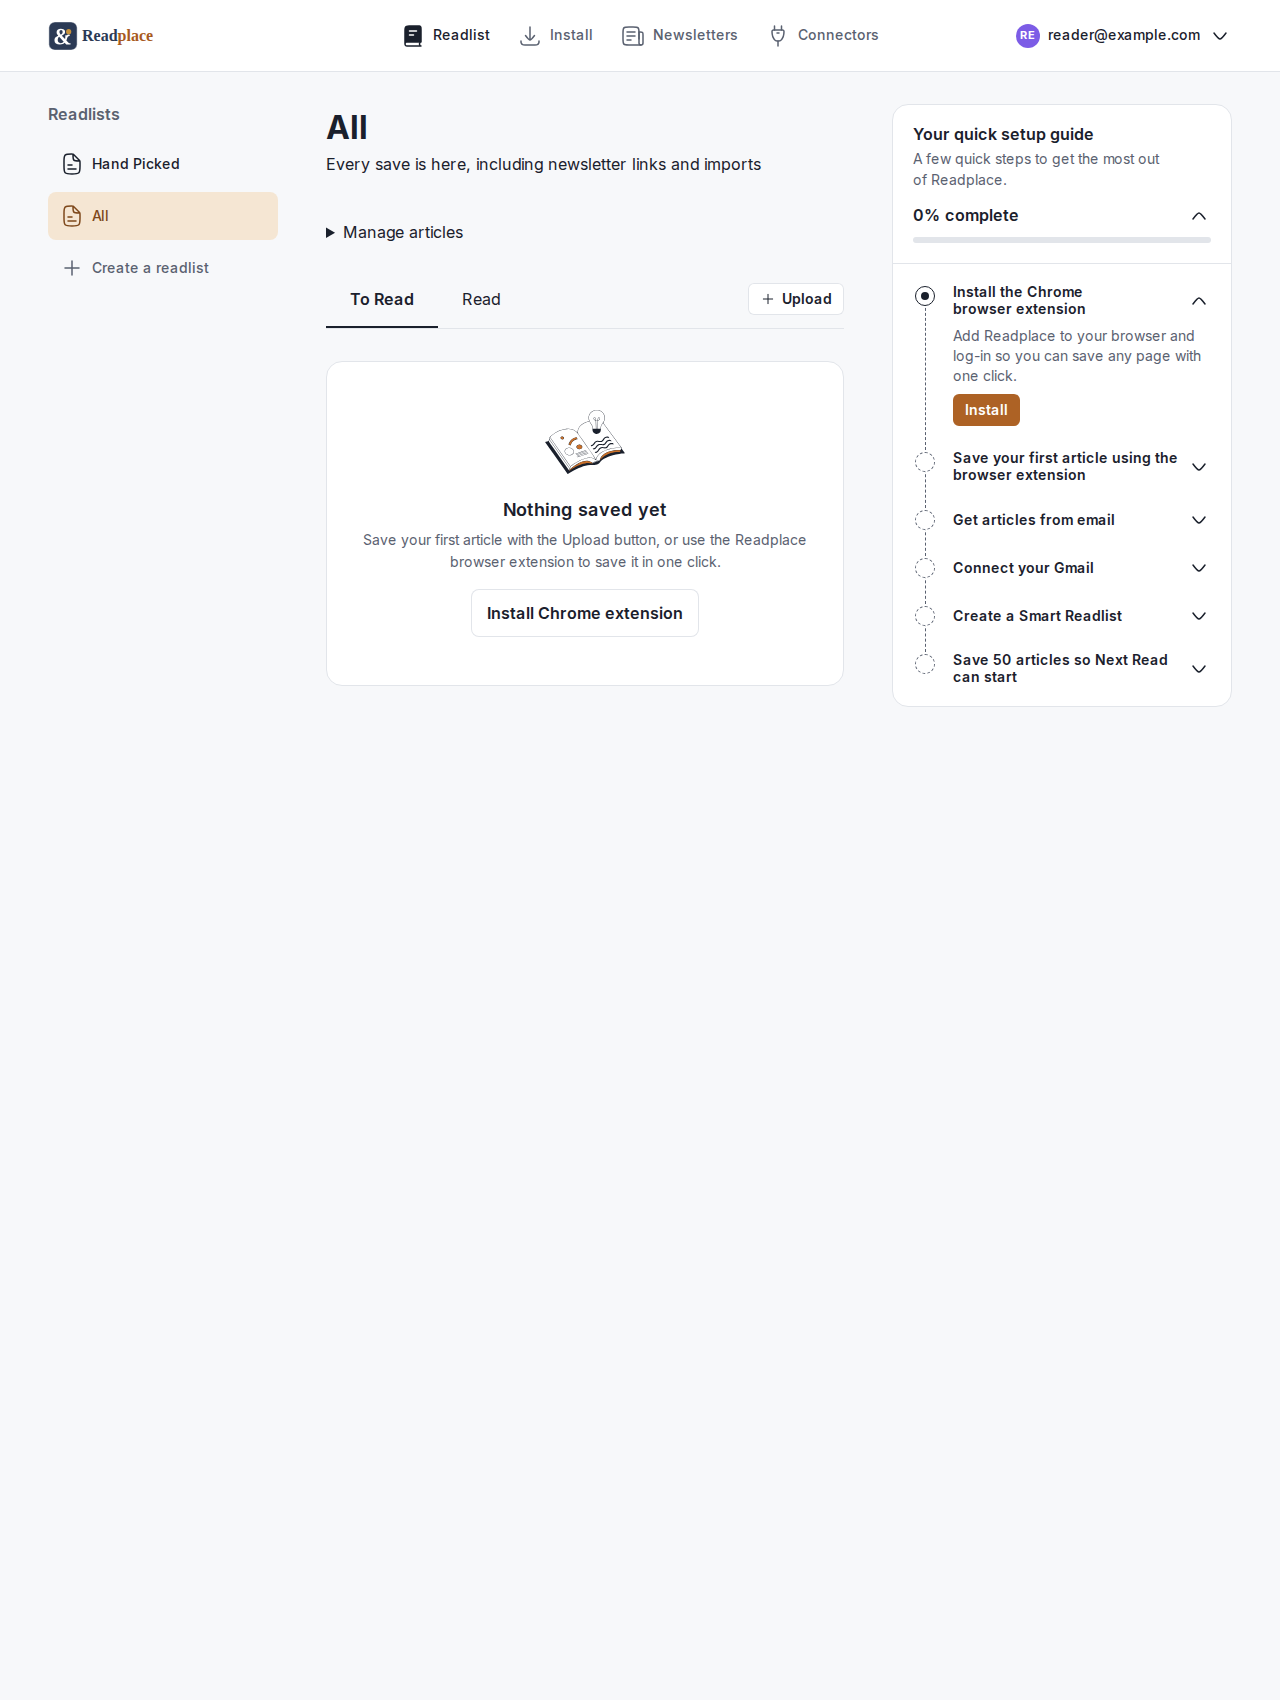 & Readplace
Readlist
Install
Newsletters
Connectors
RE
reader@example.com
Readlists
Hand Picked
All
Create a readlist
All
Every save is here, including newsletter links and imports
Manage articles
To Read
Read
Upload
Nothing saved yet
Save your first article with the Upload button, or use the Readplace
browser extension to save it in one click.
Install Chrome extension
Your quick setup guide
A few quick steps to get the most out
of Readplace.
0% complete
Install the Chrome
browser extension
Add Readplace to your browser and
log-in so you can save any page with
one click.
Install
Save your first article using the
browser extension
Get articles from email
Connect your Gmail
Create a Smart Readlist
Save 50 articles so Next Read
can start